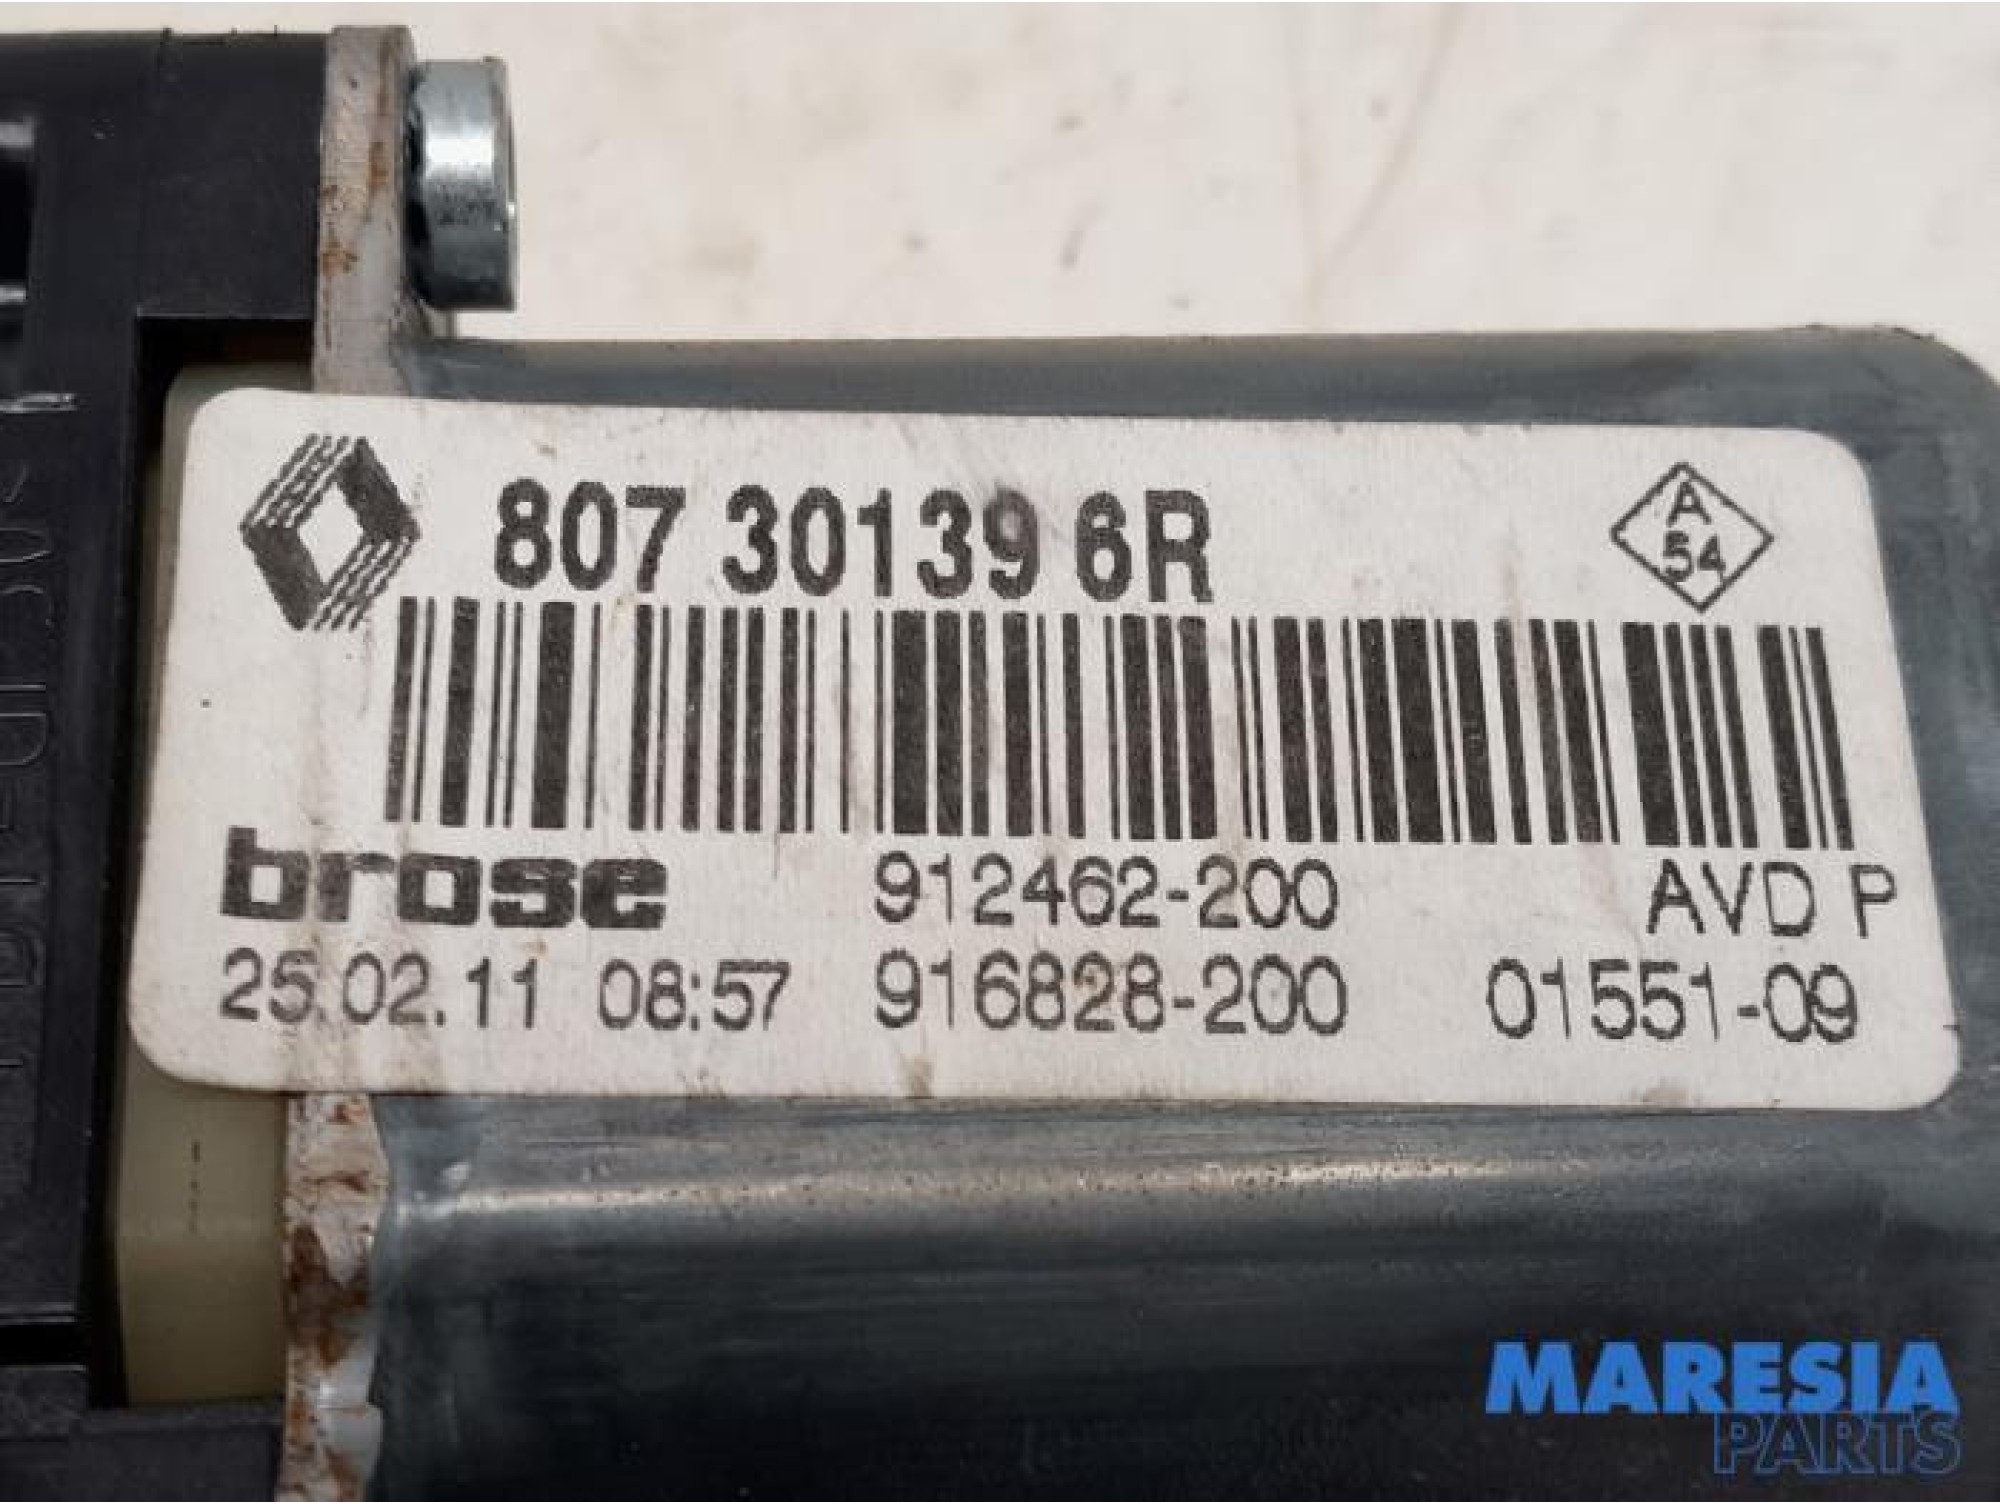 807 30139 6R
A
54
brose 912462-200 AVD P
25.02.11 08:57 916828-200 01551-09
MARESIA
PARTS